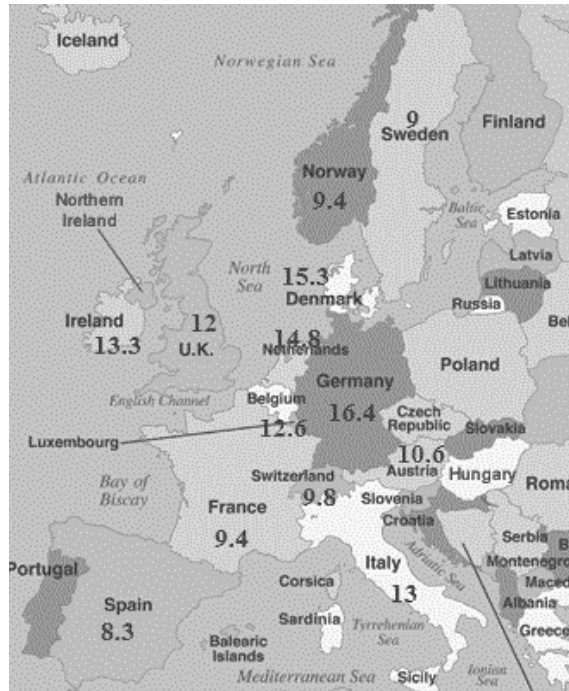 Iceland
Norwegian Sea
9
Sweden
Finland
Norway
9.4
Atlantic Ocean
Northern
Ireland
Baltic
Sea
Estonia
Latvia
Lithuania
Russia
North
Sea
15.3
Denmark
Ireland
13.3
12
U.K.
14.8
Netherlands
Poland
Germany
16.4
English Channel
Belgium
12.6
Luxembourg
Czech
Republic
Slovakia
10.6
Austria
Hungary
Bay of
Biscay
Switzerland
9.8
France
9.4
Slovenia
Croatia
Roma
Serbia
Montenegro
Adriatic Sea
Italy
13
Maced
Albania
Greece
Portugal
Spain
8.3
Corsica
Sardinia
Tyrrehenian
Sea
Balearic
Islands
Mediterranean Sea
Sicily
Ionian
Sea